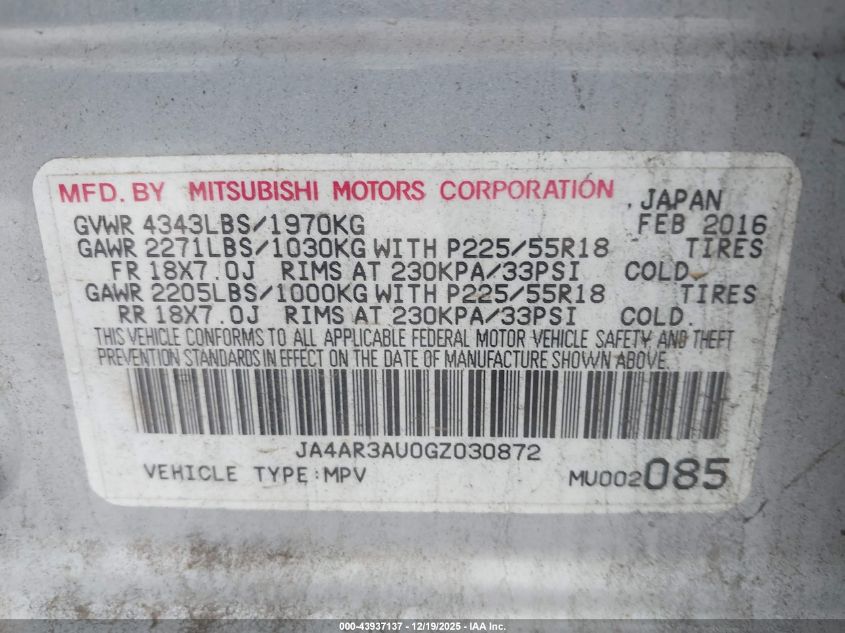 MFD. BY MITSUBISHI MOTORS CORPORATION , JAPAN
GVWR 4343LBS/1970KG FEB 2016
GAWR 2271LBS/1030KG WITH P225/55R18 TIRES
FR 18X7.0J RIMS AT 230KPA/33PSI COLD.
GAWR 2205LBS/1000KG WITH P225/55R18 TIRES
RR 18X7.0J RIMS AT 230KPA/33PSI COLD.
THIS VEHICLE CONFORMS TO ALL APPLICABLE FEDERAL MOTOR VEHICLE SAFETY AND THEFT
PREVENTION STANDARDS IN EFFECT ON THE DATE OF MANUFACTURE SHOWN ABOVE.
JA4AR3AU0GZ030872
VEHICLE TYPE:MPV MU002085
000-43937137 - 12/19/2025 - IAA Inc.